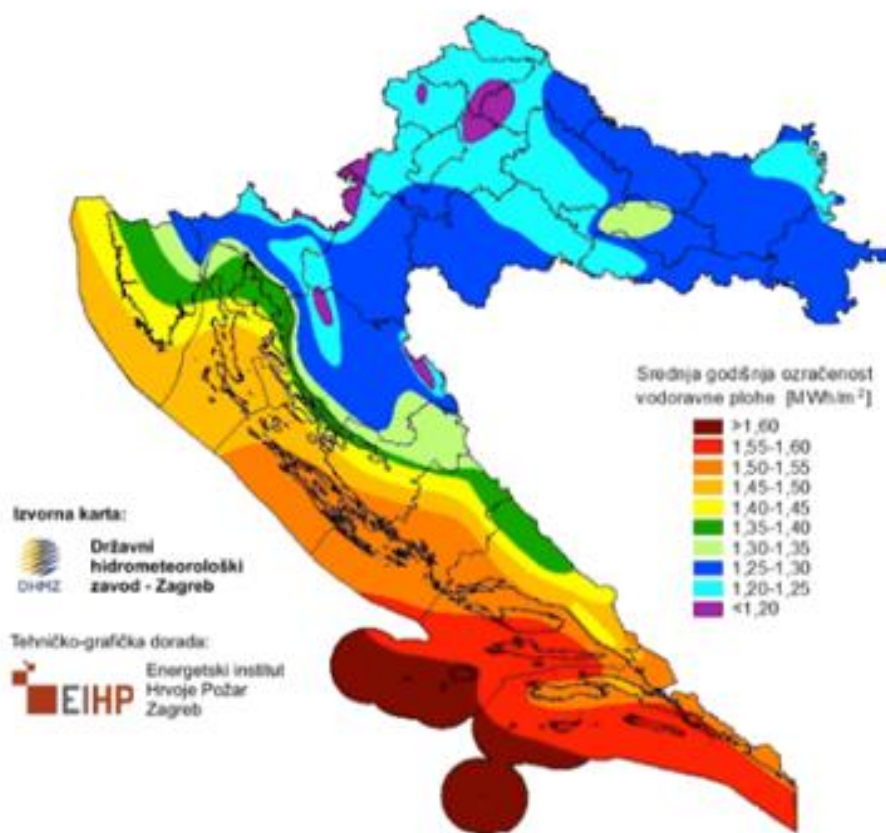 Srednja godišnja ozračenost
vodoravne plohe [MWh/m²]
>1,60
1,55-1,60
1,50-1,55
1,45-1,50
1,40-1,45
1,35-1,40
1,30-1,35
1,25-1,30
1,20-1,25
<1,20
Izvorna karta:
DHMZ
Državni
hidrometeorološki
zavod - Zagreb
Tehničko-grafička dorada:
EIHP
Energetski institut
Hrvoje Požar
Zagreb